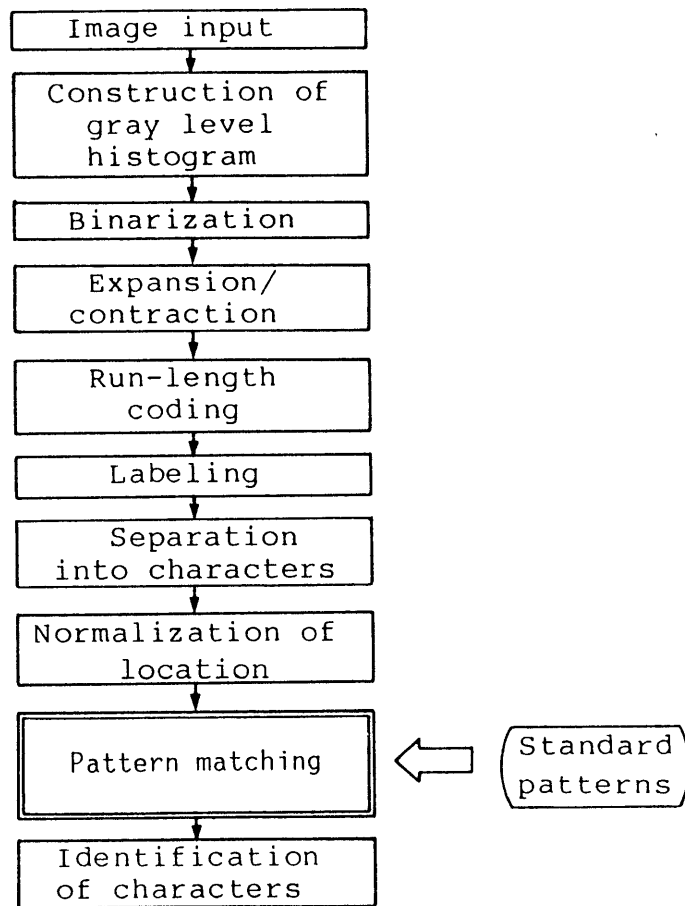 Image input
Construction of
gray level
histogram
Binarization
Expansion/
contraction
Run-length
coding
Labeling
Separation
into characters
Normalization of
location
Pattern matching
Standard
patterns
Identification
of characters